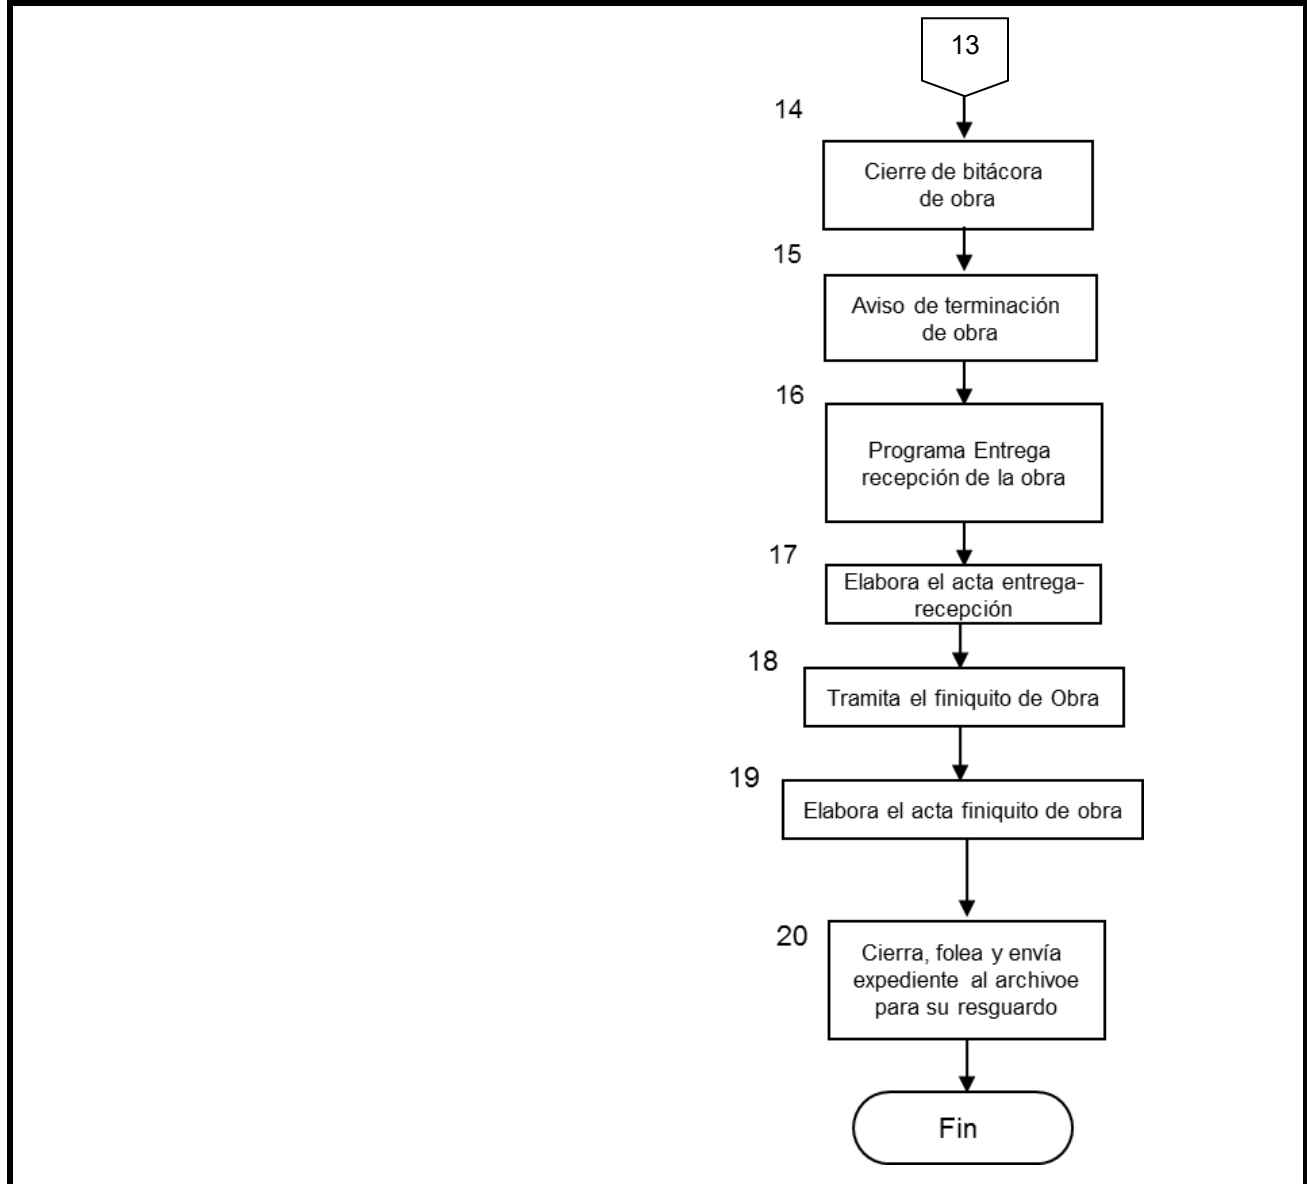 13
14
Cierre de bitácora
de obra
15
Aviso de terminación
de obra
16
Programa Entrega
recepción de la obra
17
Elabora el acta entrega-
recepción
18
Tramita el finiquito de Obra
19
Elabora el acta finiquito de obra
20
Cierra, folea y envía
expediente al archivoe
para su resguardo
Fin